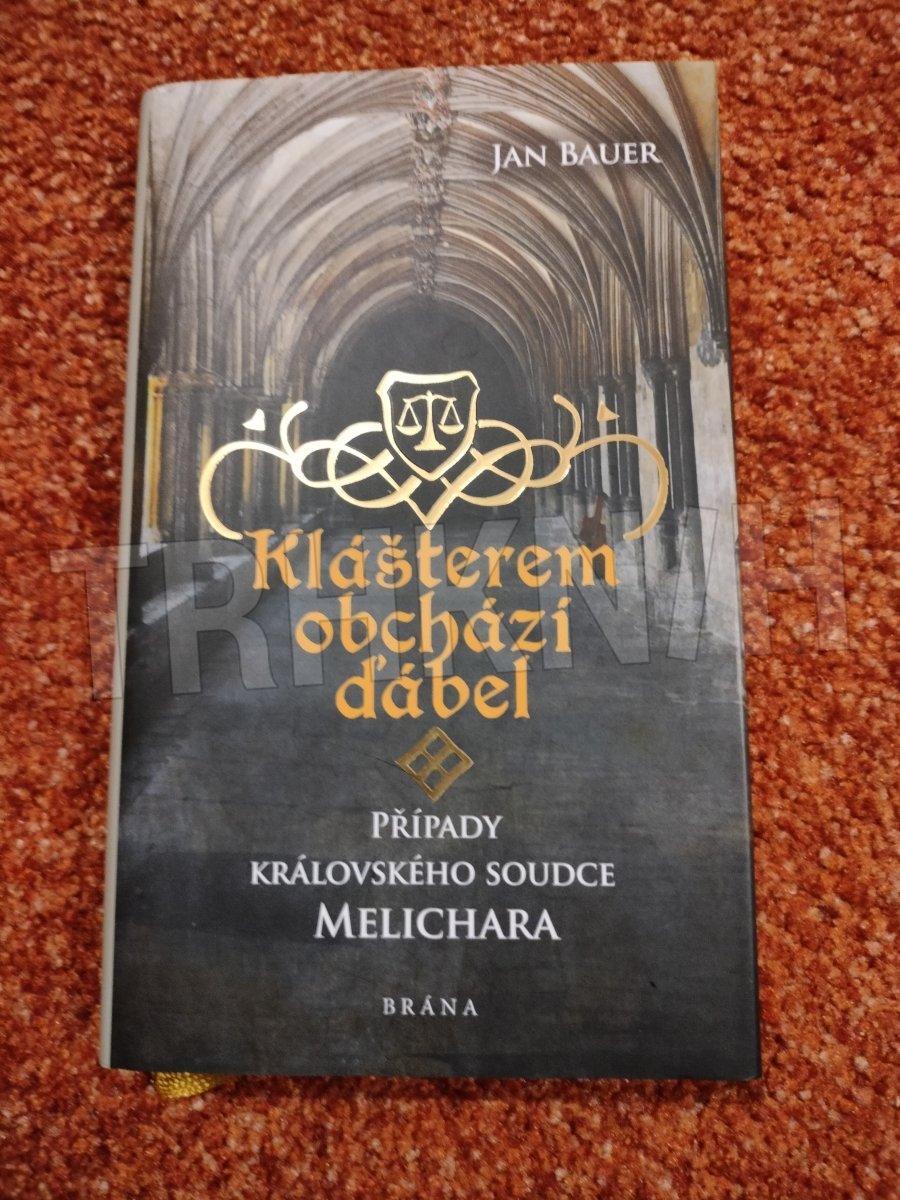 JAN BAUER
Klášterem
obchází
ďábel
PŘÍPADY
KRÁLOVSKÉHO SOUDCE
MELICHARA
BRÁNA
TRHKNIH